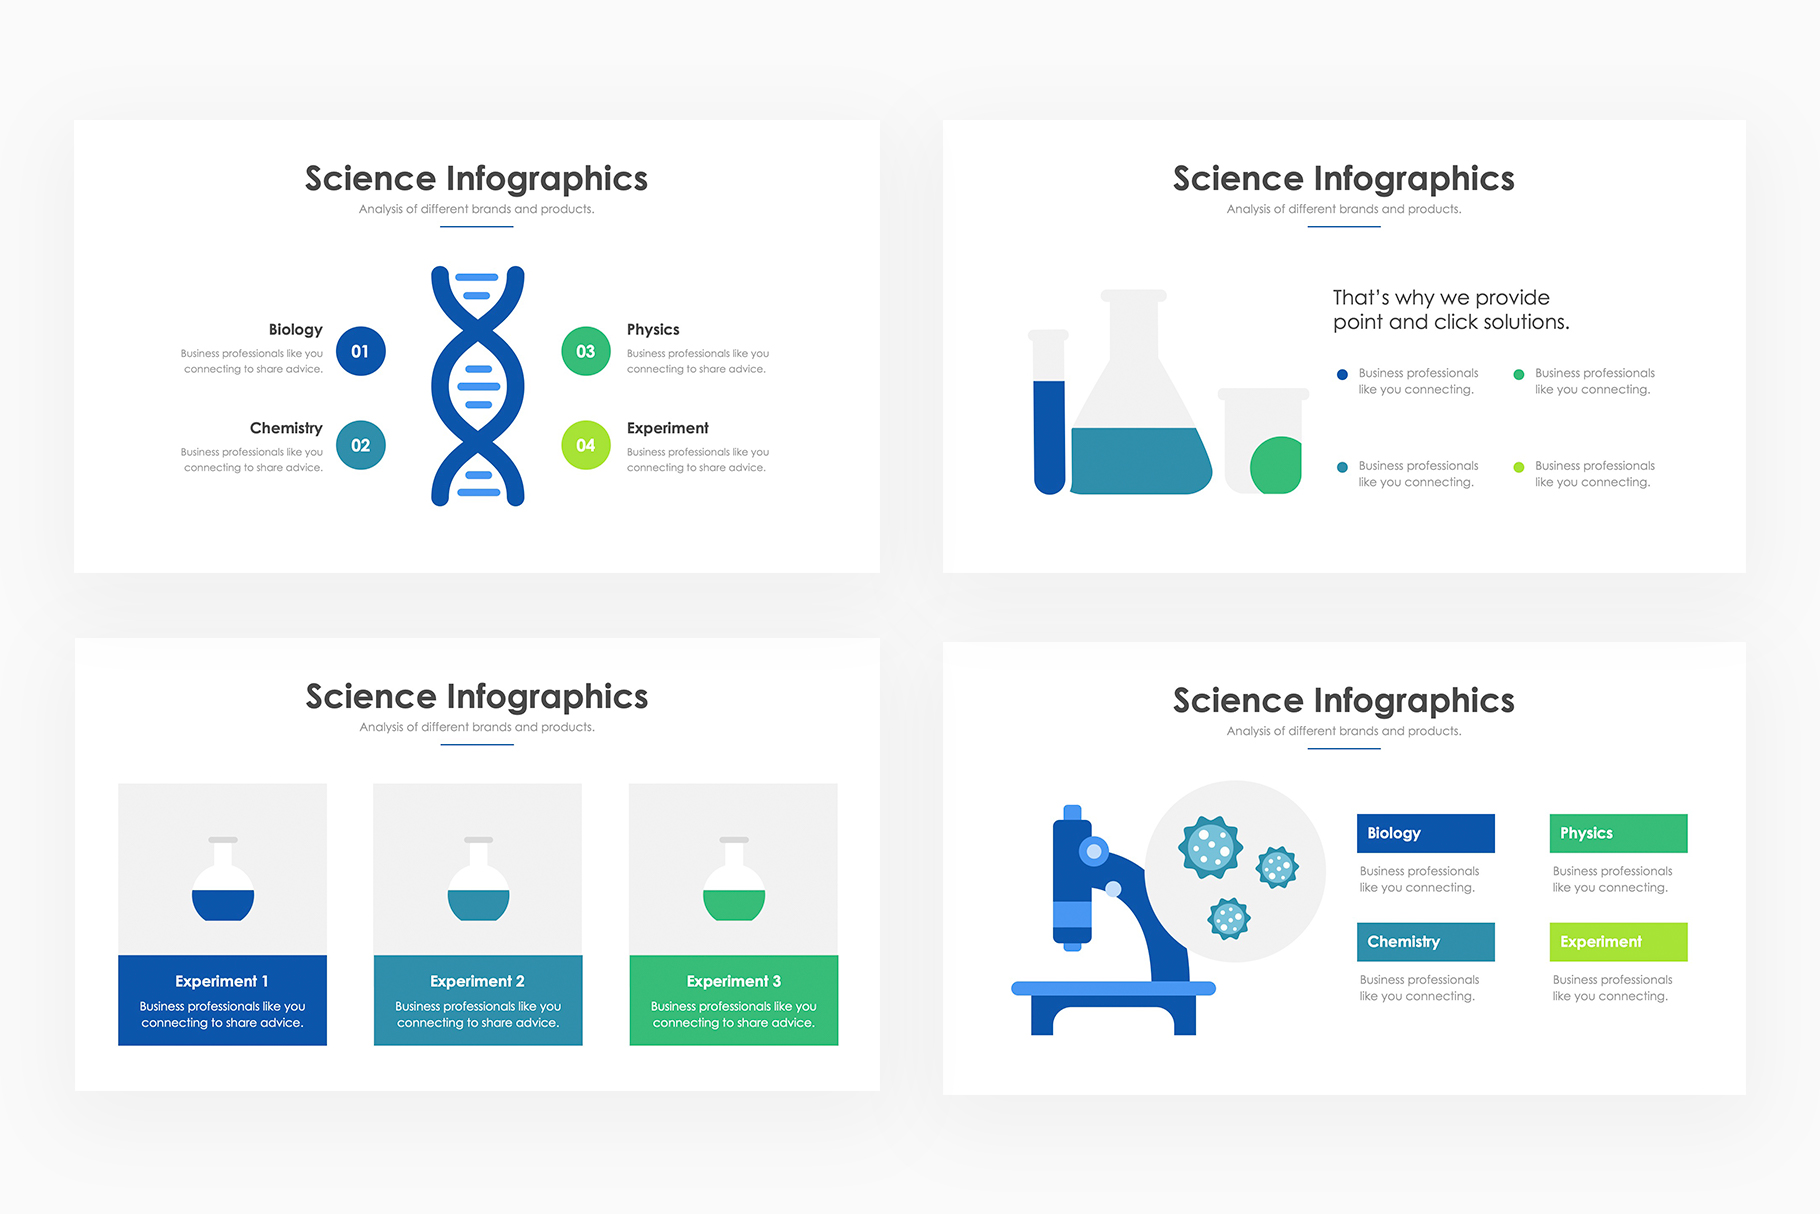 Science Infographics
Analysis of different brands and products.
Biology
Business professionals like you
connecting to share advice.
01
Chemistry
Business professionals like you
connecting to share advice.
02
03
Physics
Business professionals like you
connecting to share advice.
04
Experiment
Business professionals like you
connecting to share advice.
Science Infographics
Analysis of different brands and products.
That's why we provide
point and click solutions.
Business professionals
like you connecting.
Business professionals
like you connecting.
Business professionals
like you connecting.
Business professionals
like you connecting.
Science Infographics
Analysis of different brands and products.
Experiment 1
Business professionals like you
connecting to share advice.
Experiment 2
Business professionals like you
connecting to share advice.
Experiment 3
Business professionals like you
connecting to share advice.
Science Infographics
Analysis of different brands and products.
Biology
Business professionals
like you connecting.
Physics
Business professionals
like you connecting.
Chemistry
Business professionals
like you connecting.
Experiment
Business professionals
like you connecting.